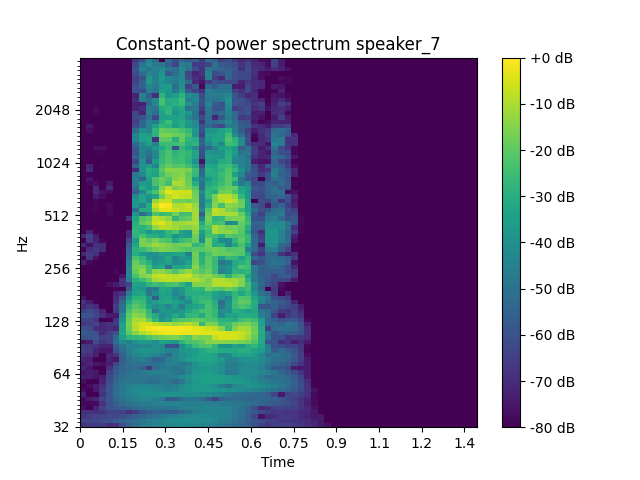 Constant-Q power spectrum speaker_7
Hz
2048
1024
512
256
128
64
32
0 0.15 0.3 0.45 0.6 0.75 0.9 1.1 1.2 1.4
Time
+0 dB
-10 dB
-20 dB
-30 dB
-40 dB
-50 dB
-60 dB
-70 dB
-80 dB